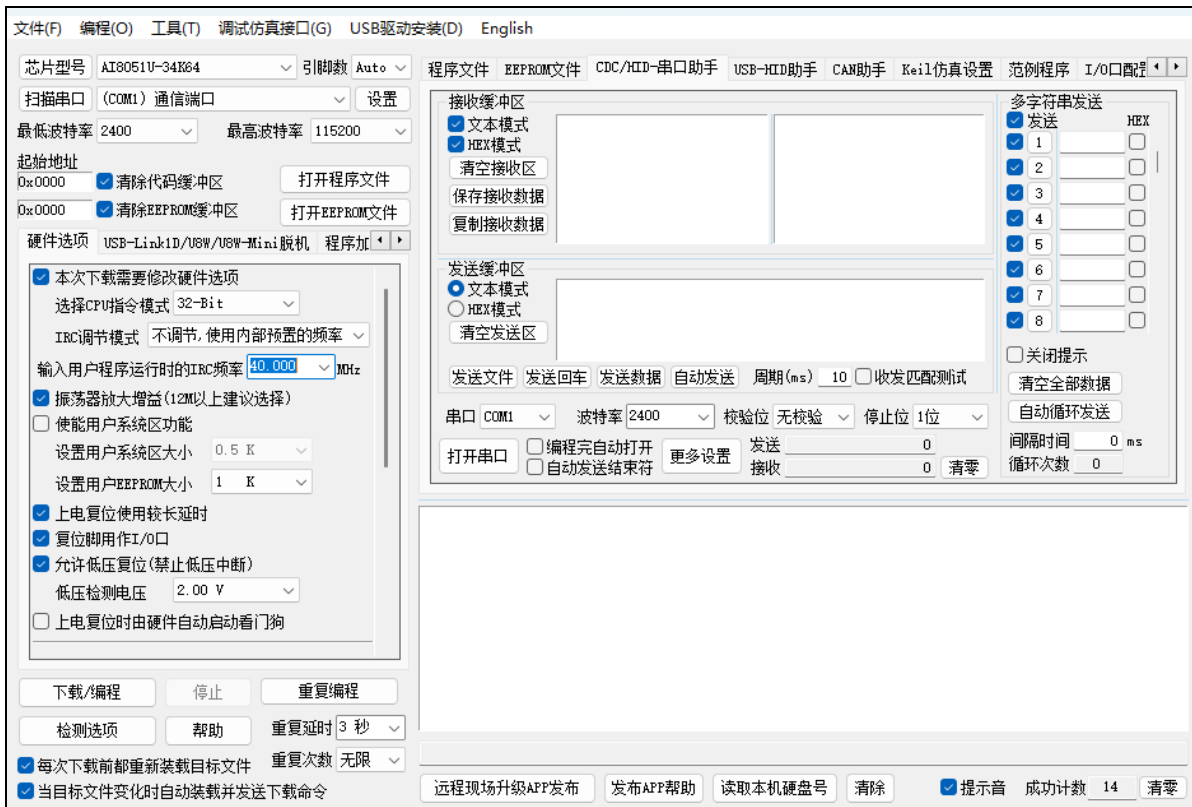 文件(F) 编程(O) 工具(T) 调试仿真接口(G) USB驱动安装(D) English
芯片型号 AI8051U-34K64 引脚数 Auto
扫描串口 (COM1) 通信端口 设置
最低波特率 2400 最高波特率 115200
起始地址
0x0000 清除代码缓冲区 打开程序文件
0x0000 清除EEPROM缓冲区 打开EEPROM文件
硬件选项 USB-Link1D/U8W/U8W-Mini脱机 程序加
本次下载需要修改硬件选项
选择CPU指令模式 32-Bit
IRC调节模式 不调节,使用内部预置的频率
输入用户程序运行时的IRC频率 40.000 MHz
振荡器放大增益(12M以上建议选择)
使能用户系统区功能
设置用户系统区大小 0.5 K
设置用户EEPROM大小 1 K
上电复位使用较长延时
复位脚用作I/O口
允许低压复位(禁止低压中断)
低压检测电压 2.00 V
上电复位时由硬件自动启动看门狗
下载/编程 停止 重复编程
检测选项 帮助 重复延时 3 秒
每次下载前都重新装载目标文件 重复次数 无限
当目标文件变化时自动装载并发送下载命令
程序文件 EEPROM文件 CDC/HID-串口助手 USB-HID助手 CAN助手 Keil仿真设置 范例程序 I/O口配
接收缓冲区
文本模式
HEX模式
清空接收区
保存接收数据
复制接收数据
发送缓冲区
文本模式
HEX模式
清空发送区
发送文件 发送回车 发送数据 自动发送 周期(ms) 10 收发匹配测试
串口 COM1 波特率 2400 校验位 无校验 停止位 1位
打开串口 编程完自动打开 更多设置 发送 0
自动发送结束符 接收 0 清零
多字符串发送
发送 HEX
1
2
3
4
5
6
7
8
关闭提示
清空全部数据
自动循环发送
间隔时间 0 ms
循环次数 0
远程现场升级APP发布 发布APP帮助 读取本机硬盘号 清除 提示音 成功计数 14 清零